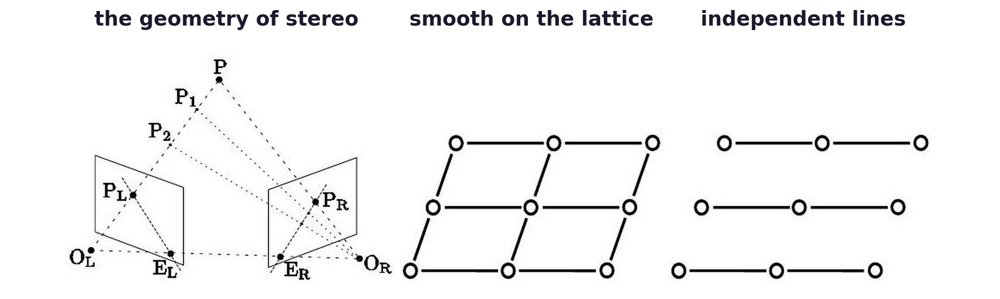 the geometry of stereo
smooth on the lattice
independent lines
P
P1
P2
PL
PR
OL
EL
ER
OR